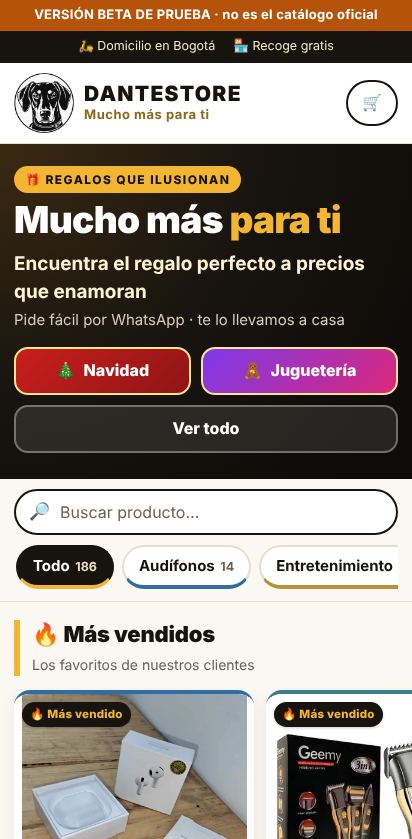 VERSIÓN BETA DE PRUEBA · no es el catálogo oficial
🛵 Domicilio en Bogotá 🏪 Recoge gratis
DANTESTORE
Mucho más para ti
🎁 REGALOS QUE ILUSIONAN
Mucho más para ti
Encuentra el regalo perfecto a precios
que enamoran
Pide fácil por WhatsApp · te lo llevamos a casa
🎄 Navidad
🧸 Juguetería
Ver todo
🔎 Buscar producto...
Todo 186
Audífonos 14
Entretenimiento
🔥 Más vendidos
Los favoritos de nuestros clientes
🔥 Más vendido
🔥 Más vendido
Geemy
3in1